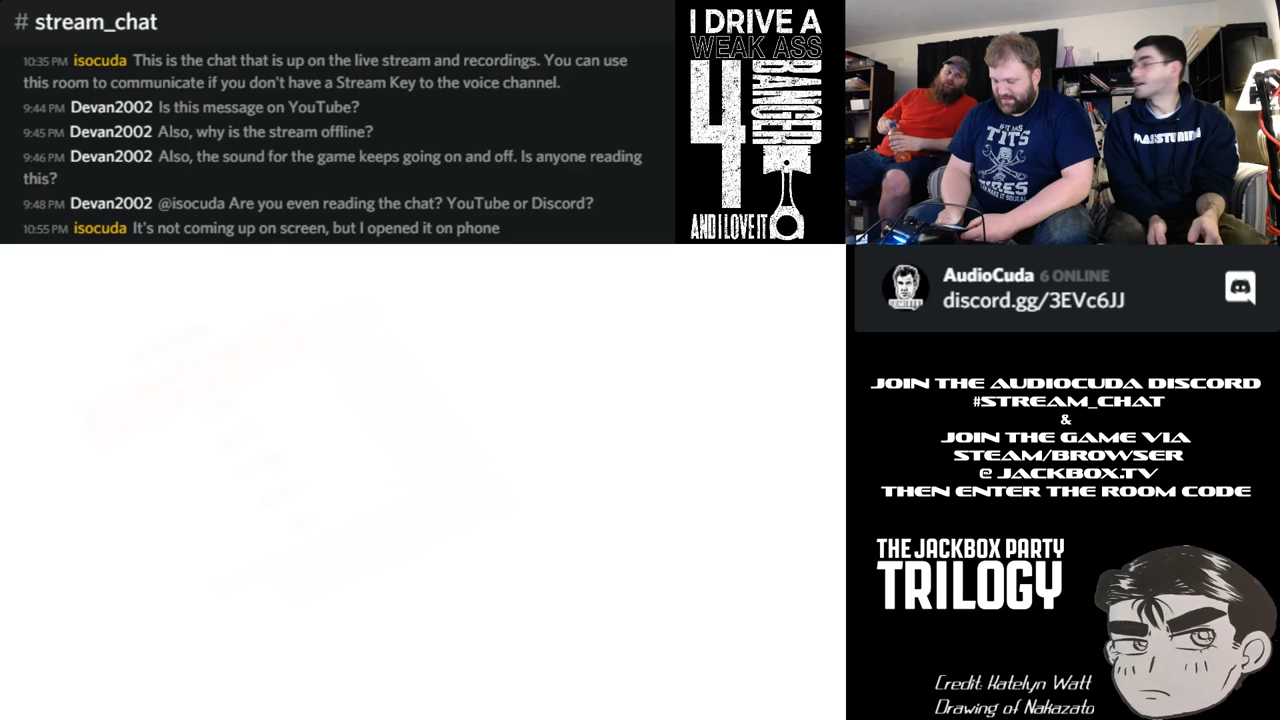 # stream_chat
10:35 PM isocuda This is the chat that is up on the live stream and recordings. You can use
this room to communicate if you don't have a Stream Key to the voice channel.
9:44 PM Devan2002 Is this message on YouTube?
9:45 PM Devan2002 Also, why is the stream offline?
9:46 PM Devan2002 Also, the sound for the game keeps going on and off. Is anyone reading
this?
9:48 PM Devan2002 @isocuda Are you even reading the chat? YouTube or Discord?
10:55 PM isocuda It's not coming up on screen, but I opened it on phone
I DRIVE A
WEAK ASS
4
BANGER
AND I LOVE IT
TITS
AudioCuda 6 ONLINE
discord.gg/3EVc6JJ
JOIN THE AUDIOCUDA DISCORD
#STREAM_CHAT
&
JOIN THE GAME VIA
STEAM/BROWSER
@ JACKBOX.TV
THEN ENTER THE ROOM CODE
THE JACKBOX PARTY
TRILOGY
Credit: Katelyn Watt
Drawing of Nakazato